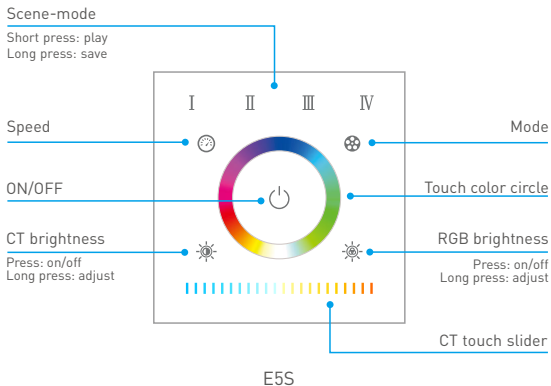 Scene-mode
Short press: play
Long press: save
I II III IV
Speed
Mode
ON/OFF
Touch color circle
CT brightness
Press: on/off
Long press: adjust
RGB brightness
Press: on/off
Long press: adjust
CT touch slider
E5S